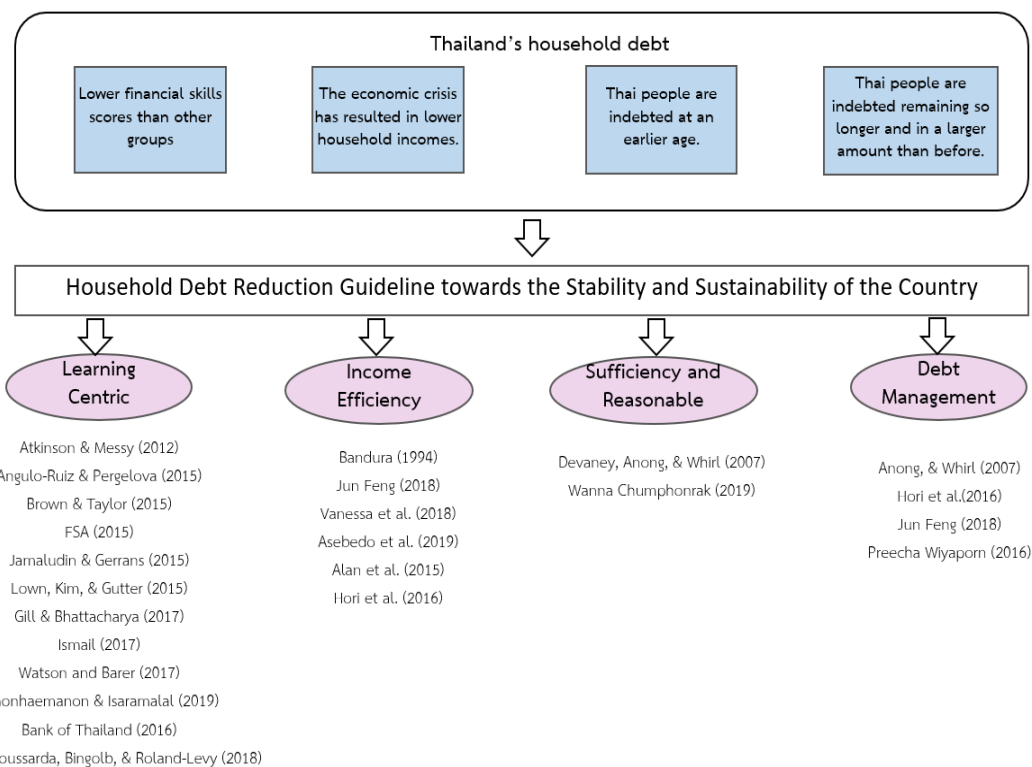 Thailand's household debt
Lower financial skills
scores than other
groups
The economic crisis
has resulted in lower
household incomes.
Thai people are
indebted at an
earlier age.
Thai people are
indebted remaining so
longer and in a larger
amount than before.
Household Debt Reduction Guideline towards the Stability and Sustainability of the Country
Learning
Centric
Atkinson & Messy (2012)
Angulo-Ruiz & Pergelova (2015)
Brown & Taylor (2015)
FSA (2015)
Jamaludin & Gerrans (2015)
Lown, Kim, & Gutter (2015)
Gill & Bhattacharya (2017)
Ismail (2017)
Watson and Barer (2017)
& Isaramalal (2019)
Bank of Thailand (2016)
Bingolb, & Roland-Levy (2018)
Income
Efficiency
Bandura (1994)
Jun Feng (2018)
Vanessa et al. (2018)
Asebedo et al. (2019)
Alan et al. (2015)
Hori et al. (2016)
Sufficiency and
Reasonable
Devaney, Anong, & Whirl (2007)
Wanna Chumphonrak (2019)
Debt
Management
Anong, & Whirl (2007)
Hori et al.(2016)
Jun Feng (2018)
Preecha Wiyaporn (2016)